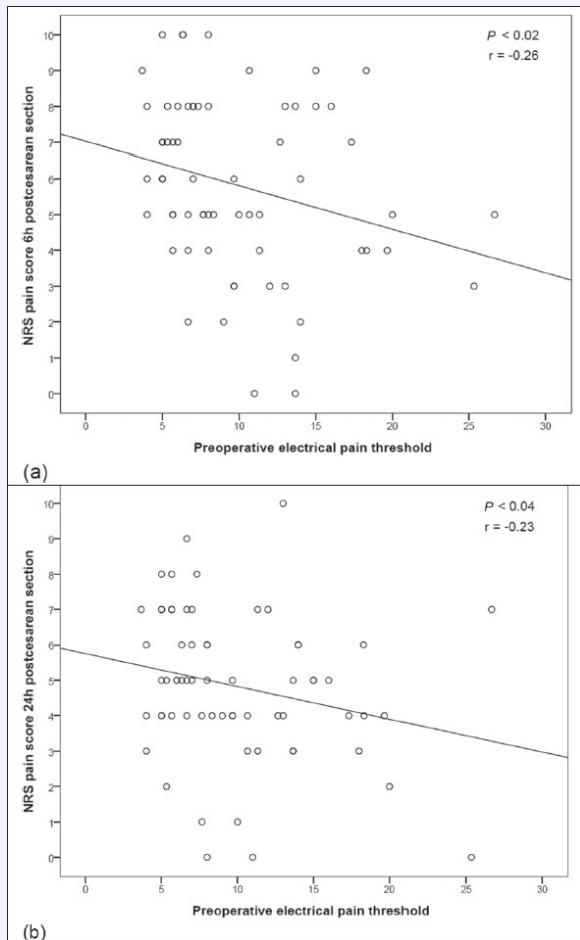 P < 0.02
r = -0.26
NRS pain score 6h postcesarean section
10
9
8
7
6
5
4
3
2
1
0
0 5 10 15 20 25 30
Preoperative electrical pain threshold
(a)
P < 0.04
r = -0.23
NRS pain score 24h postcesarean section
10
9
8
7
6
5
4
3
2
1
0
0 5 10 15 20 25 30
Preoperative electrical pain threshold
(b)